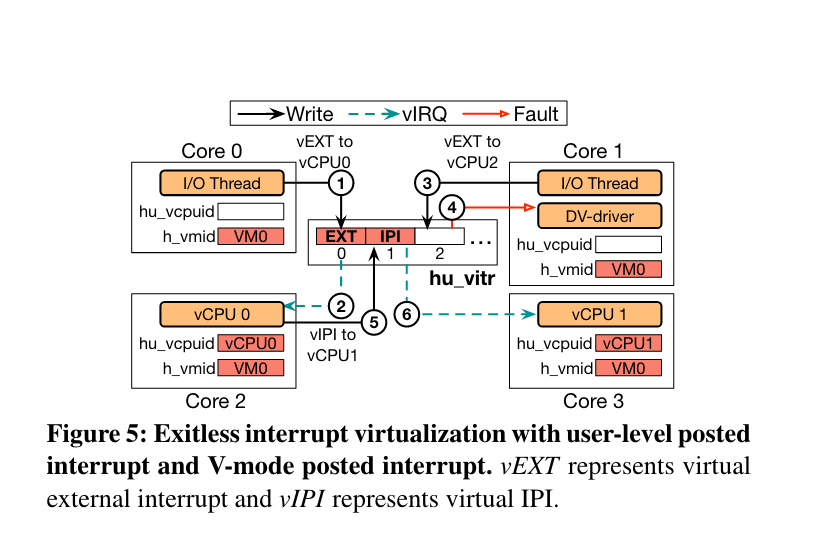 Write vIRQ Fault
vEXT to
vCPU0
vEXT to
vCPU2
Core 0
I/O Thread
hu_vcpuid
h_vmid VM0
1
3
4
Core 1
I/O Thread
DV-driver
hu_vcpuid
h_vmid VM0
EXT IPI ...
0 1 2
hu_vitr
2
5
6
vIPI to
vCPU1
vCPU 0
hu_vcpuid vCPU0
h_vmid VM0
Core 2
vCPU 1
hu_vcpuid vCPU1
h_vmid VM0
Core 3
Figure 5: Exitless interrupt virtualization with user-level posted
interrupt and V-mode posted interrupt. vEXT represents virtual
external interrupt and vIPI represents virtual IPI.